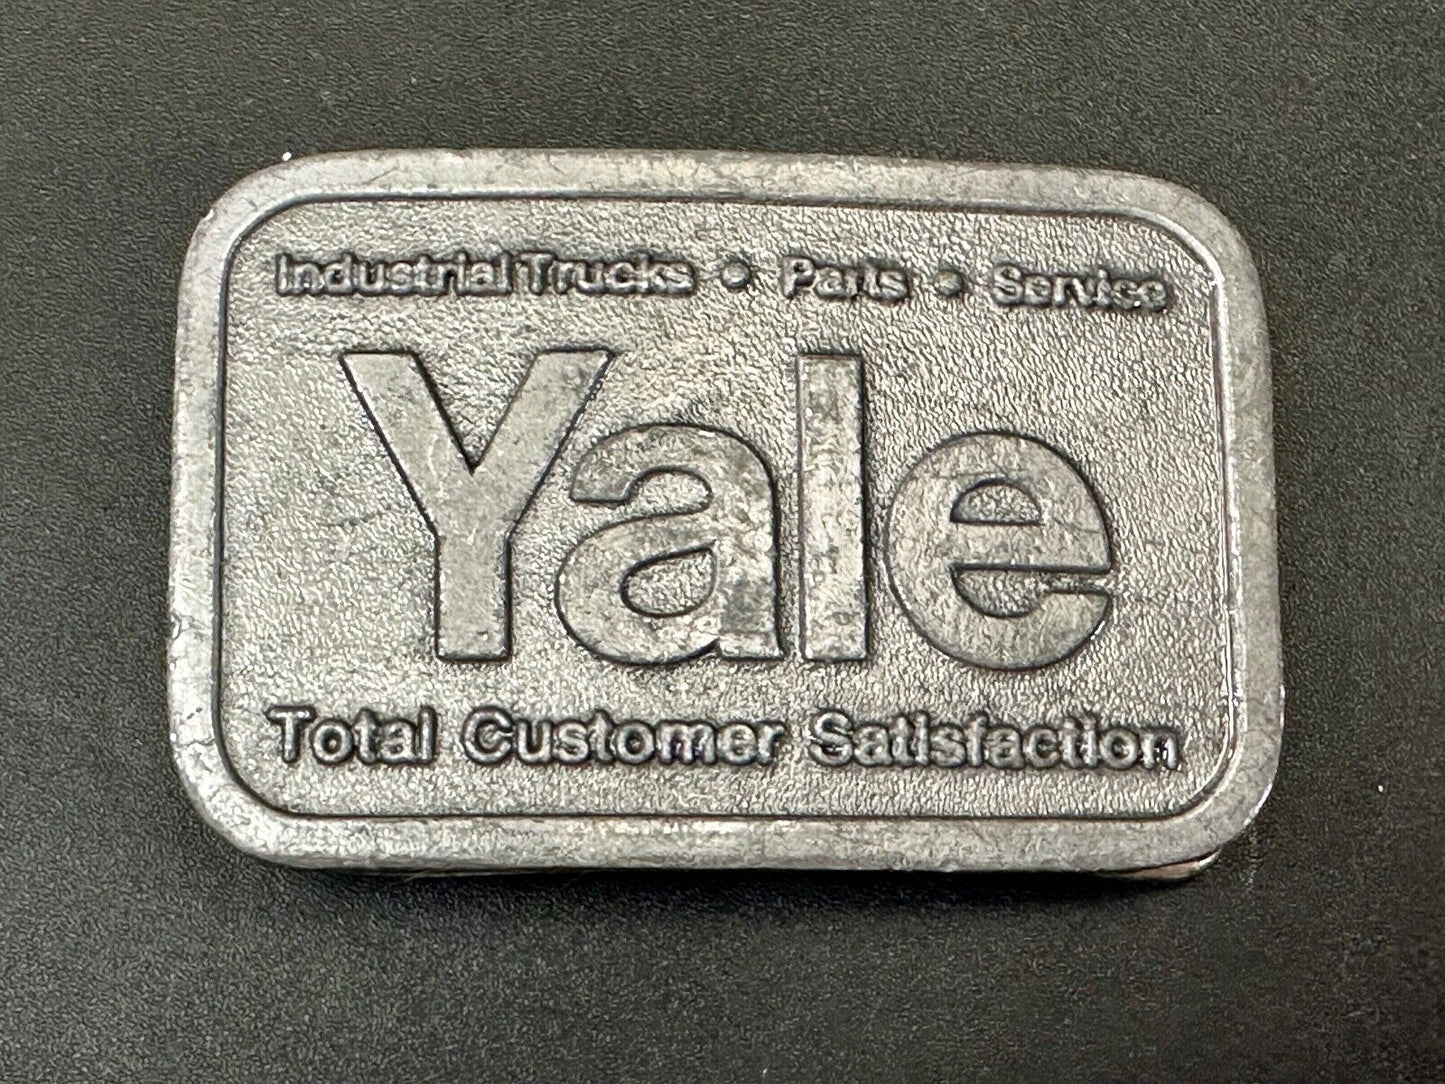 Industrial Trucks • Parts • Service
Yale
Total Customer Satisfaction